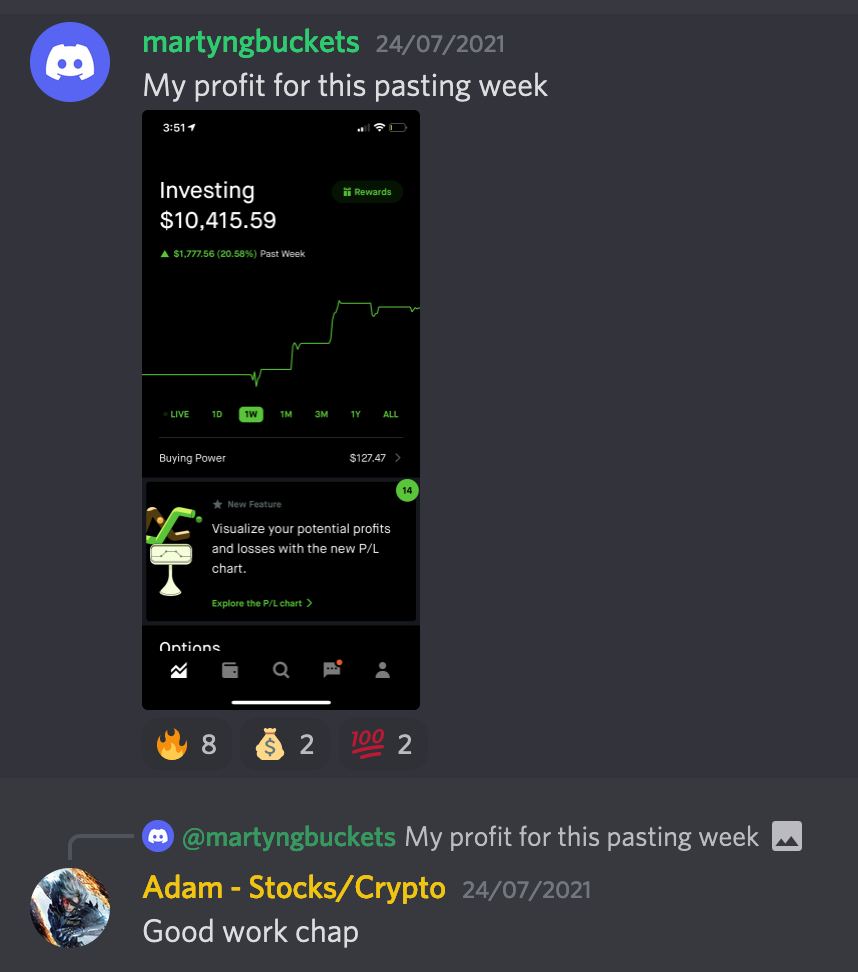 martyngbuckets 24/07/2021
My profit for this pasting week
3:51
Investing
Rewards
$10,415.59
▲ $1,777.56 (20.58%) Past Week
LIVE 1D 1W 1M 3M 1Y ALL
Buying Power $127.47
14
New Feature
Visualize your potential profits
and losses with the new P/L
chart.
Explore the P/L chart
Options
8 2 100 2
@martyngbuckets My profit for this pasting week
Adam - Stocks/Crypto 24/07/2021
Good work chap